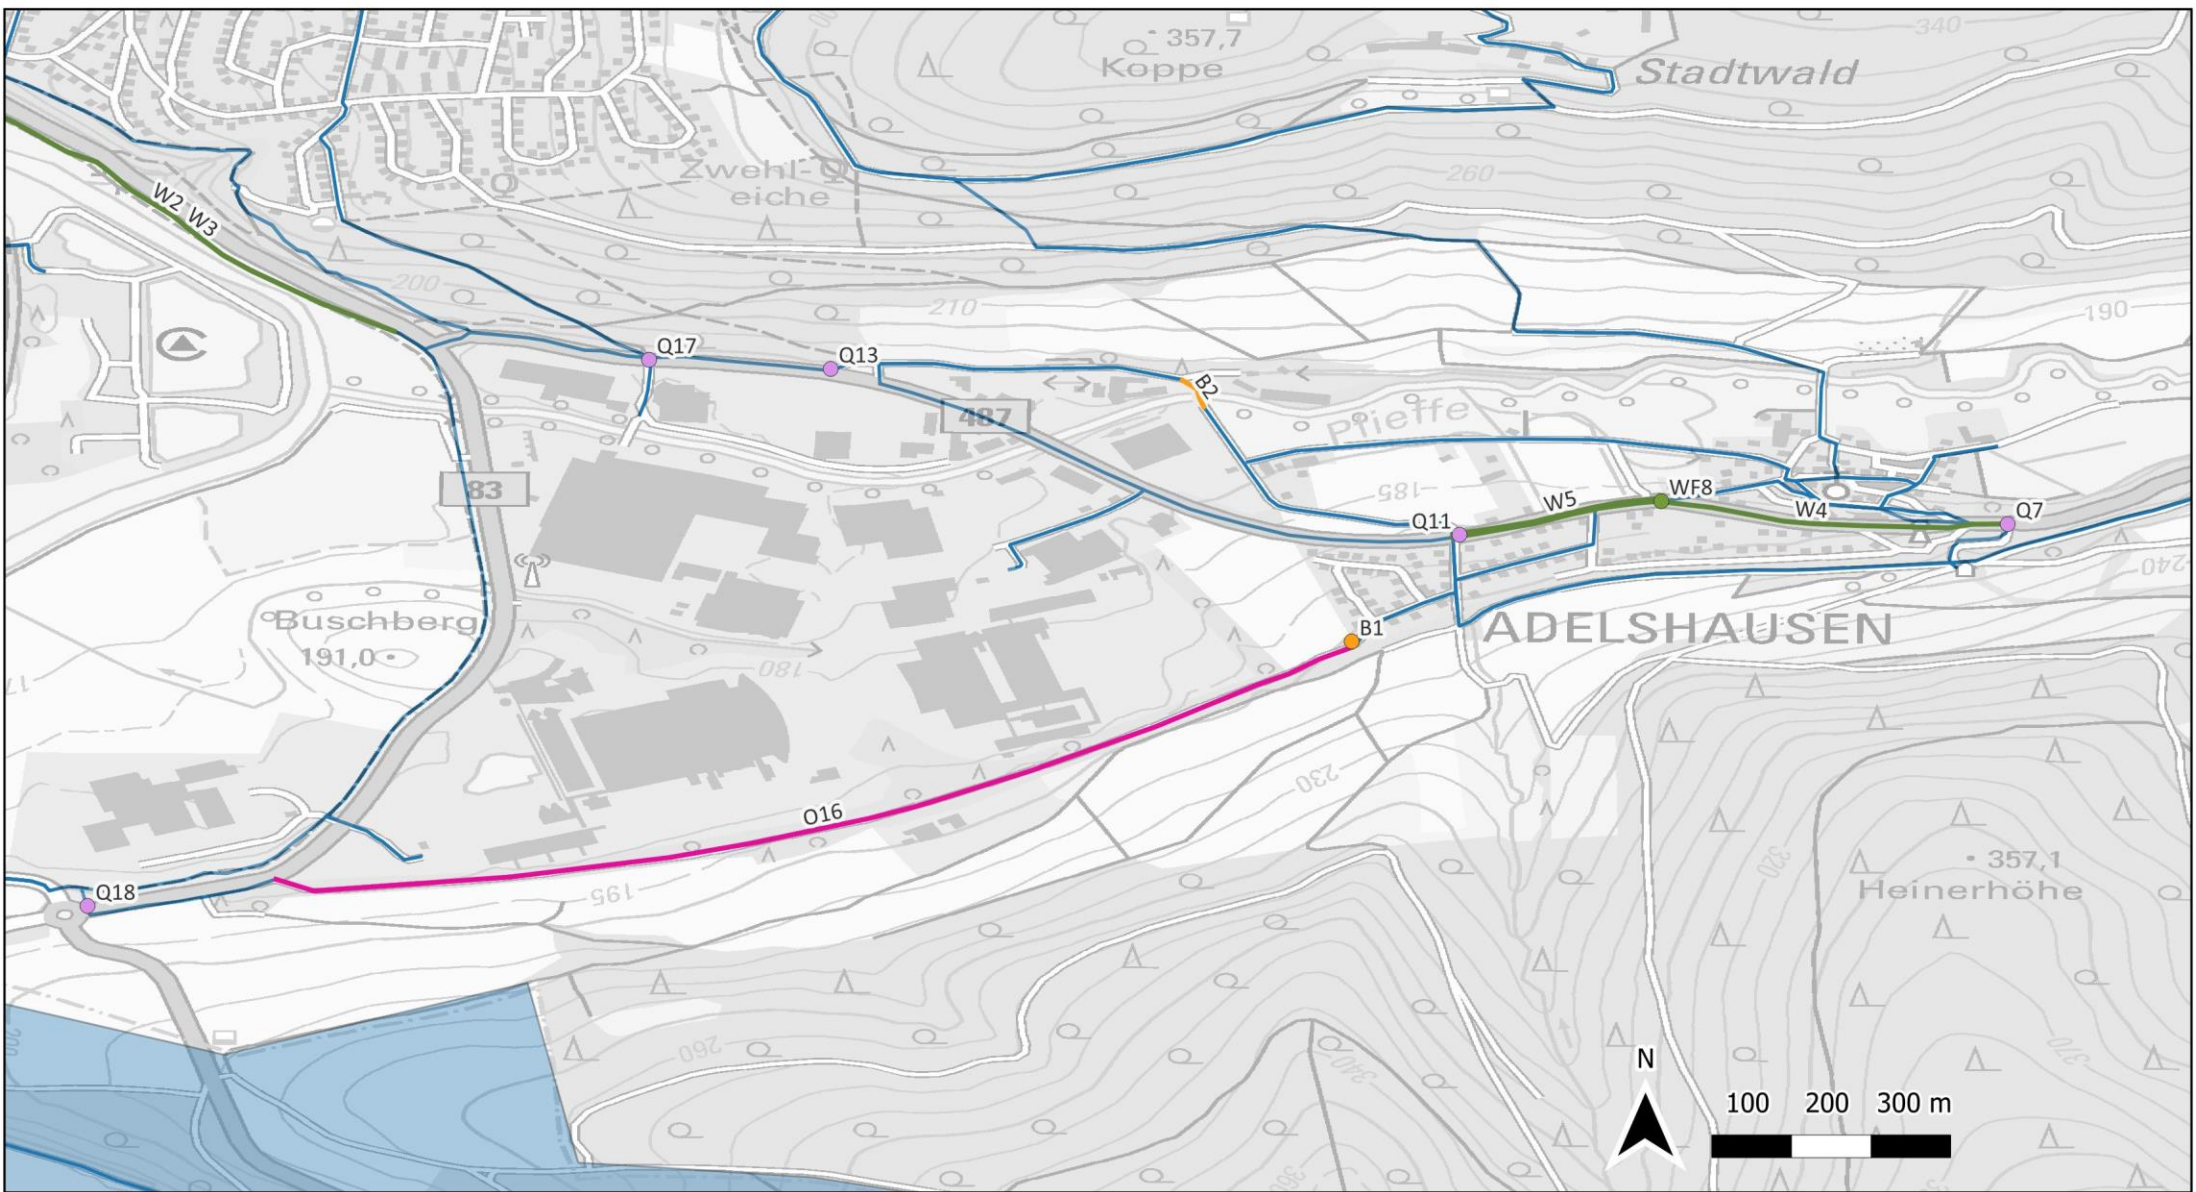 340
357,7
Koppe
Stadtwald
Zwehl-
eiche
260
W2 W3
200
210
190
Q17
Q13
B2
487
Pfieffe
83
185
Q11
W5
WF8
W4
Q7
240
Buschberg
191,0
180
B1
ADELSHAUSEN
230
O16
195
320
357,1
Heinerhöhe
Q18
260
340
370
N
100 200 300 m